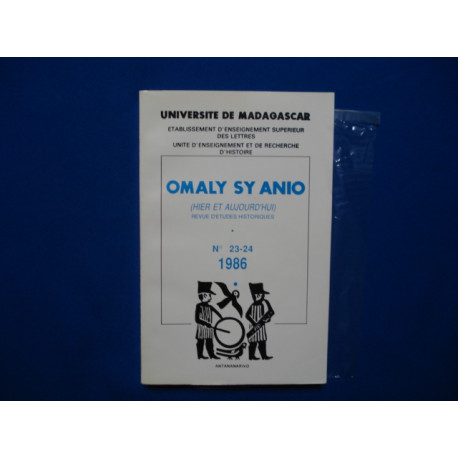 UNIVERSITE DE MADAGASCAR
ETABLISSEMENT D'ENSEIGNEMENT SUPERIEUR
DES LETTRES
UNITE D'ENSEIGNEMENT ET DE RECHERCHE
D'HISTOIRE
OMALY SY ANIO
(HIER ET AUJOURD'HUI)
REVUE D'ETUDES HISTORIQUES
N° 23-24
1986
ANTANANARIVO